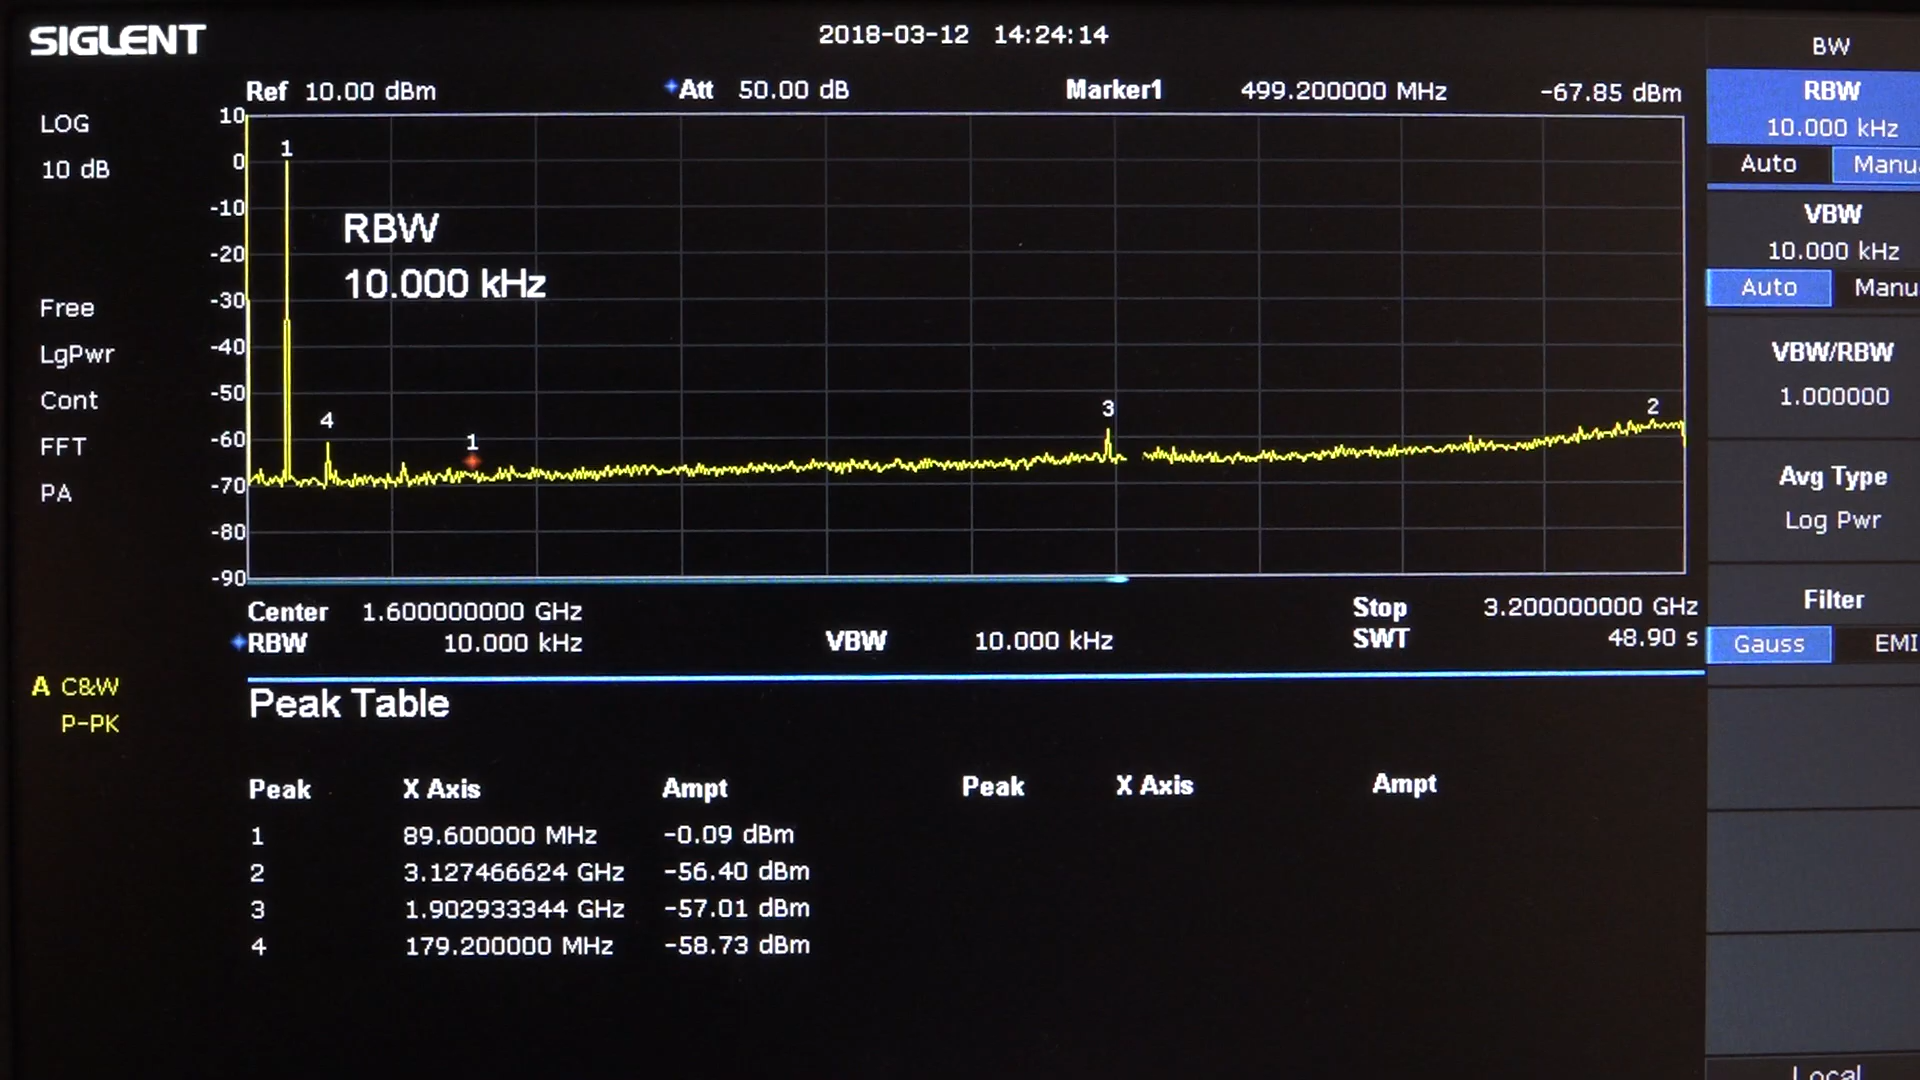 SIGLENT
2018-03-12 14:24:14
Ref 10.00 dBm Att 50.00 dB Marker1 499.200000 MHz -67.85 dBm
LOG
10 dB
Free
LgPwr
Cont
FFT
PA
A C&W
P-PK
10
0
-10
-20
-30
-40
-50
-60
-70
-80
-90
1
RBW
10.000 kHz
4
1
3
2
Center 1.600000000 GHz Stop 3.200000000 GHz
RBW 10.000 kHz VBW 10.000 kHz SWT 48.90 s
Peak Table
Peak X Axis Ampt Peak X Axis Ampt
1 89.600000 MHz -0.09 dBm
2 3.127466624 GHz -56.40 dBm
3 1.902933344 GHz -57.01 dBm
4 179.200000 MHz -58.73 dBm
BW
RBW
10.000 kHz
Auto Manu
VBW
10.000 kHz
Auto Manu
VBW/RBW
1.000000
Avg Type
Log Pwr
Filter
Gauss EMI
Local